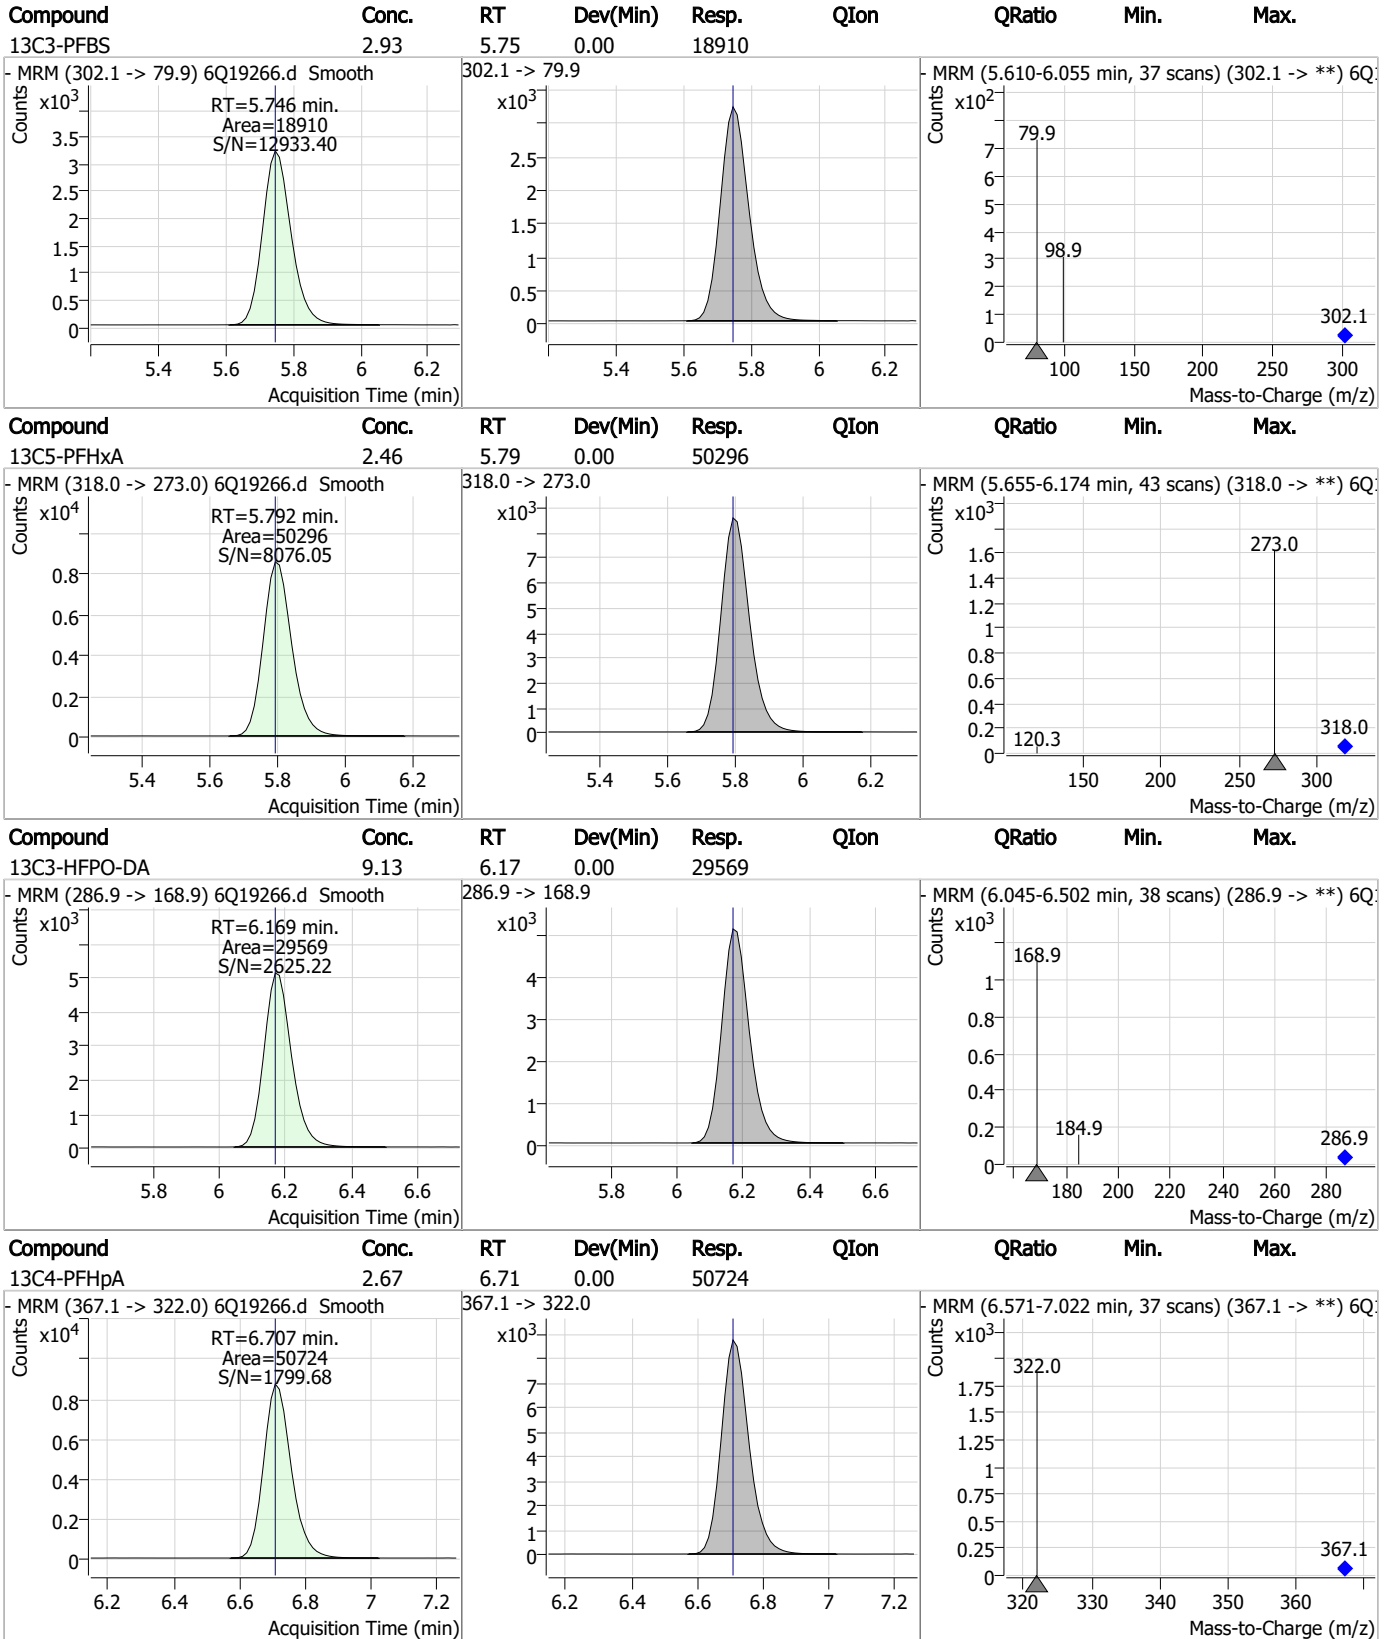 Compound Conc. RT Dev(Min) Resp. QIon QRatio Min. Max.
13C3-PFBS 2.93 5.75 0.00 18910
- MRM (302.1 -> 79.9) 6Q19266.d Smooth
Counts
x103
3.5
3
2.5
2
1.5
1
0.5
0
RT=5.746 min.
Area=18910
S/N=12933.40
5.4 5.6 5.8 6 6.2
Acquisition Time (min)
302.1 -> 79.9
x103
2.5
2
1.5
1
0.5
0
5.4 5.6 5.8 6 6.2
- MRM (5.610-6.055 min, 37 scans) (302.1 -> **) 6Q
Counts
x102
7
6
5
4
3
2
1
0
79.9
98.9
302.1
100 150 200 250 300
Mass-to-Charge (m/z)
Compound Conc. RT Dev(Min) Resp. QIon QRatio Min. Max.
13C5-PFHxA 2.46 5.79 0.00 50296
- MRM (318.0 -> 273.0) 6Q19266.d Smooth
Counts
x104
0.8
0.6
0.4
0.2
0
RT=5.792 min.
Area=50296
S/N=8076.05
5.4 5.6 5.8 6 6.2
Acquisition Time (min)
318.0 -> 273.0
x103
7
6
5
4
3
2
1
0
5.4 5.6 5.8 6 6.2
- MRM (5.655-6.174 min, 43 scans) (318.0 -> **) 6Q
Counts
x103
1.6
1.4
1.2
1
0.8
0.6
0.4
0.2
0
273.0
120.3
318.0
150 200 250 300
Mass-to-Charge (m/z)
Compound Conc. RT Dev(Min) Resp. QIon QRatio Min. Max.
13C3-HFPO-DA 9.13 6.17 0.00 29569
- MRM (286.9 -> 168.9) 6Q19266.d Smooth
Counts
x103
5
4
3
2
1
0
RT=6.169 min.
Area=29569
S/N=2625.22
5.8 6 6.2 6.4 6.6
Acquisition Time (min)
286.9 -> 168.9
x103
4
3
2
1
0
5.8 6 6.2 6.4 6.6
- MRM (6.045-6.502 min, 38 scans) (286.9 -> **) 6Q
Counts
x103
1
0.8
0.6
0.4
0.2
0
168.9
184.9
286.9
180 200 220 240 260 280
Mass-to-Charge (m/z)
Compound Conc. RT Dev(Min) Resp. QIon QRatio Min. Max.
13C4-PFHpA 2.67 6.71 0.00 50724
- MRM (367.1 -> 322.0) 6Q19266.d Smooth
Counts
x104
0.8
0.6
0.4
0.2
0
RT=6.707 min.
Area=50724
S/N=1799.68
6.2 6.4 6.6 6.8 7 7.2
Acquisition Time (min)
367.1 -> 322.0
x103
7
6
5
4
3
2
1
0
6.2 6.4 6.6 6.8 7 7.2
- MRM (6.571-7.022 min, 37 scans) (367.1 -> **) 6Q
Counts
x103
1.75
1.5
1.25
1
0.75
0.5
0.25
0
322.0
367.1
320 330 340 350 360
Mass-to-Charge (m/z)